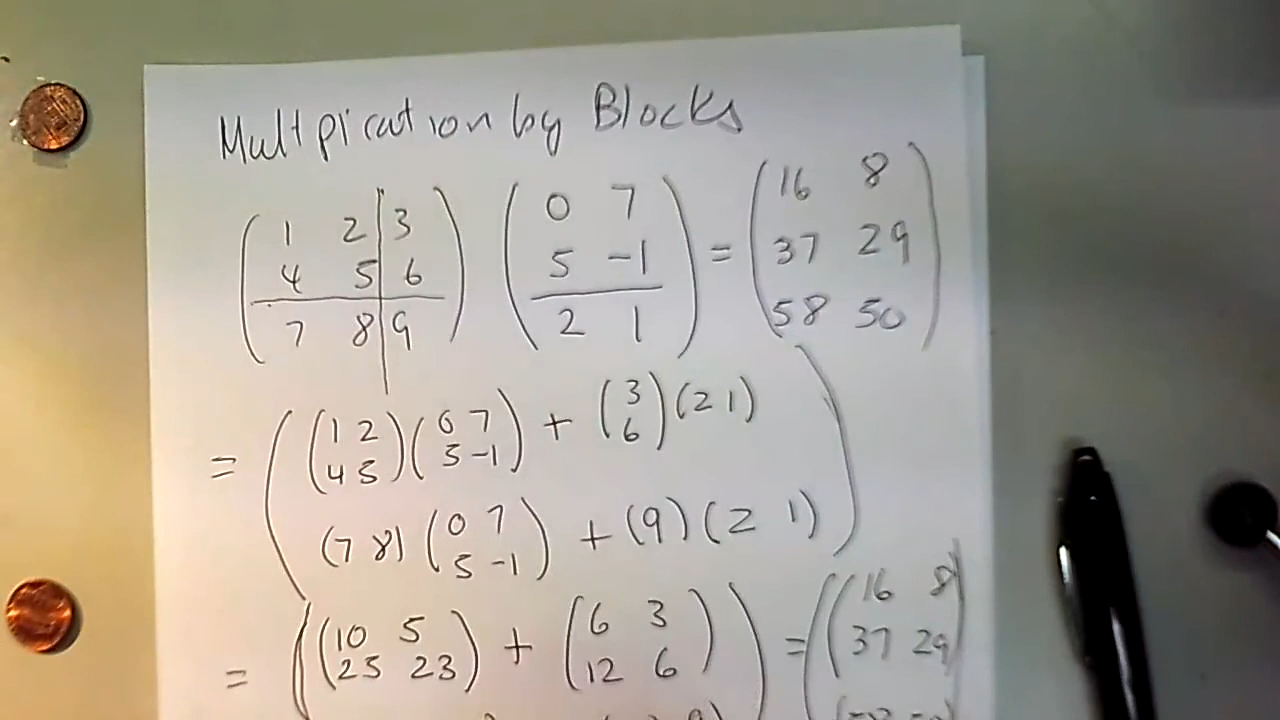 Multpication by Blocks
( 1 2 | 3 ) ( 0 7 ) = ( 16 8 )
( 4 5 | 6 ) ( 5 -1 ) ( 37 29 )
( 7 8 | 9 ) ( 2 1 ) ( 58 50 )
= ( ( 1 2 ) ( 0 7 ) + ( 3 ) ( 2 1 )
( 4 5 ) ( 5 -1 ) ( 6 )
( 7 8 ) ( 0 7 ) + ( 9 ) ( 2 1 ) )
( 5 -1 )
= ( ( 10 5 ) + ( 6 3 ) ) = ( ( 16 8 )
( 25 23 ) ( 12 6 ) ( 37 29 )